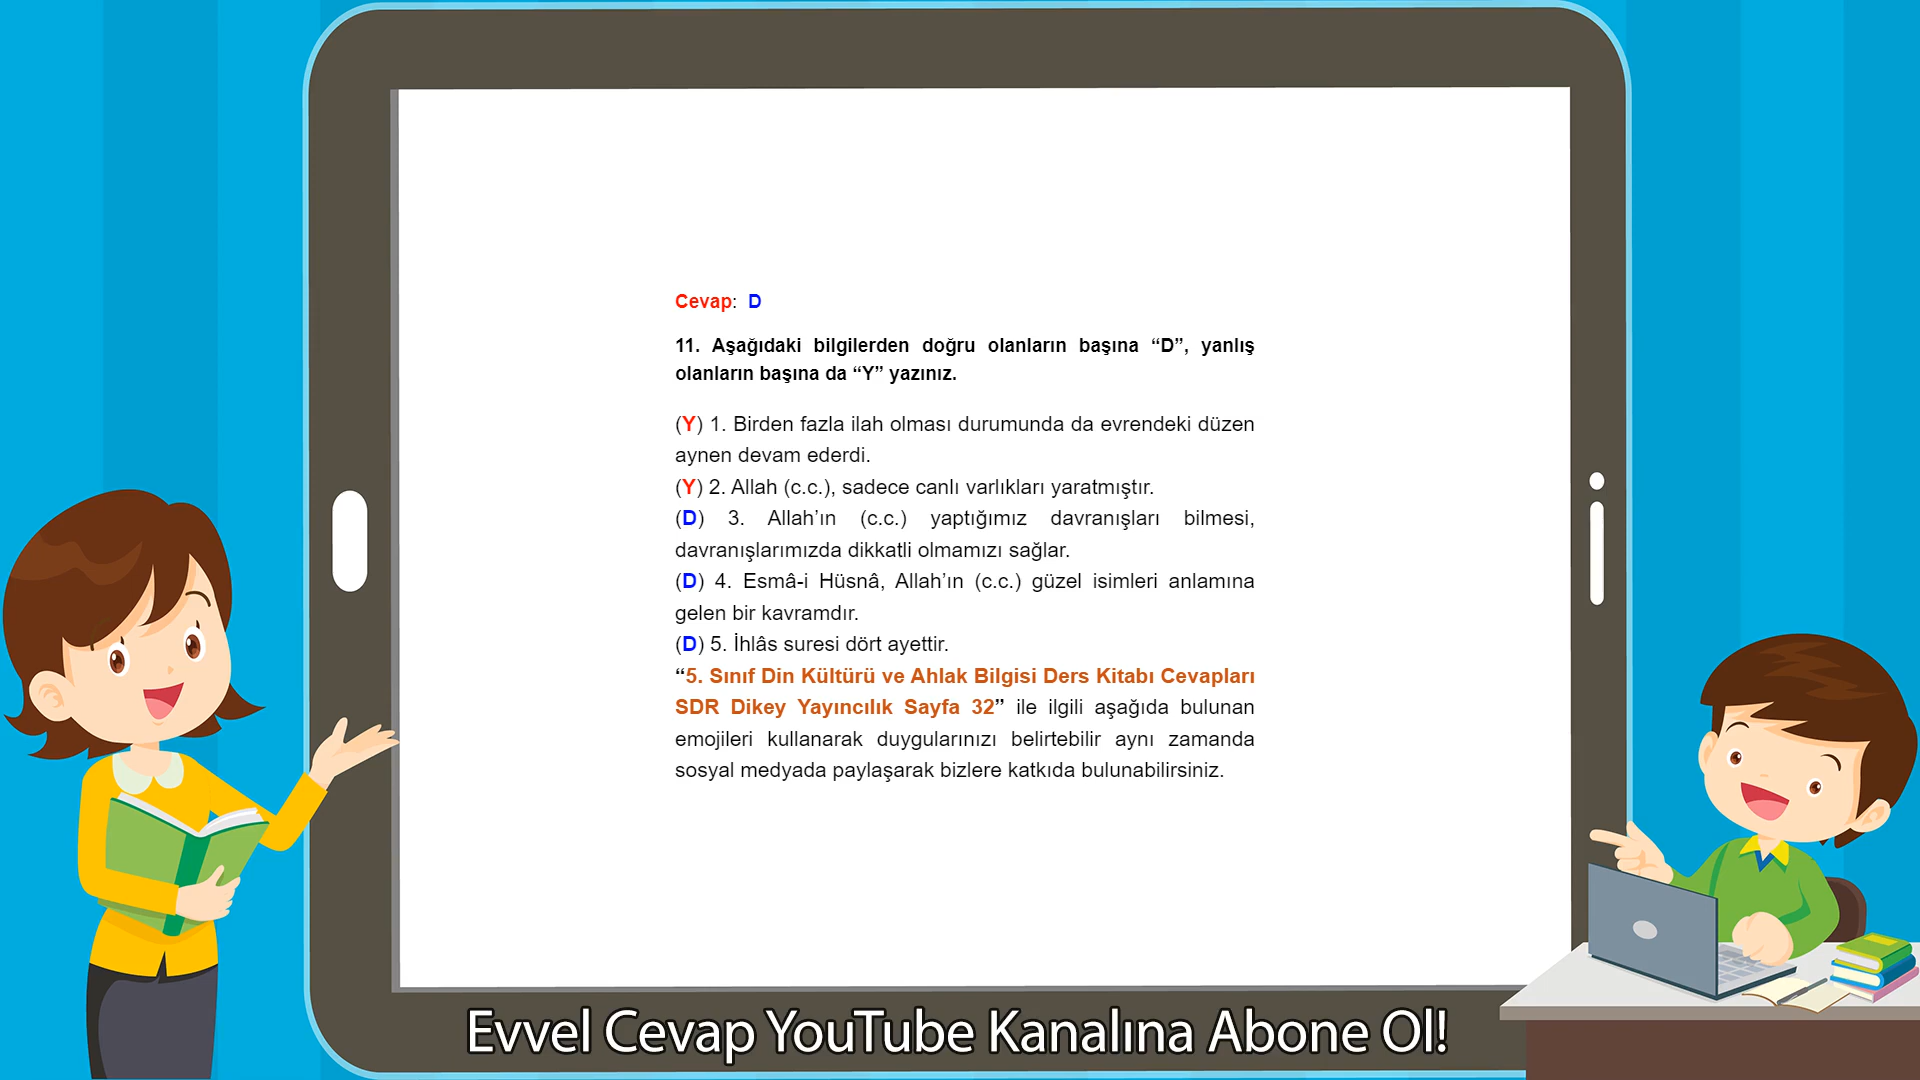 Cevap: D
11. Aşağıdaki bilgilerden doğru olanların başına “D”, yanlış
olanların başına da “Y” yazınız.
(Y) 1. Birden fazla ilah olması durumunda da evrendeki düzen
aynen devam ederdi.
(Y) 2. Allah (c.c.), sadece canlı varlıkları yaratmıştır.
(D) 3. Allah’ın (c.c.) yaptığımız davranışları bilmesi,
davranışlarımızda dikkatli olmamızı sağlar.
(D) 4. Esmâ-i Hüsnâ, Allah’ın (c.c.) güzel isimleri anlamına
gelen bir kavramdır.
(D) 5. İhlâs suresi dört ayettir.
“5. Sınıf Din Kültürü ve Ahlak Bilgisi Ders Kitabı Cevapları
SDR Dikey Yayıncılık Sayfa 32” ile ilgili aşağıda bulunan
emojileri kullanarak duygularınızı belirtebilir aynı zamanda
sosyal medyada paylaşarak bizlere katkıda bulunabilirsiniz.
Evvel Cevap YouTube Kanalına Abone Ol!